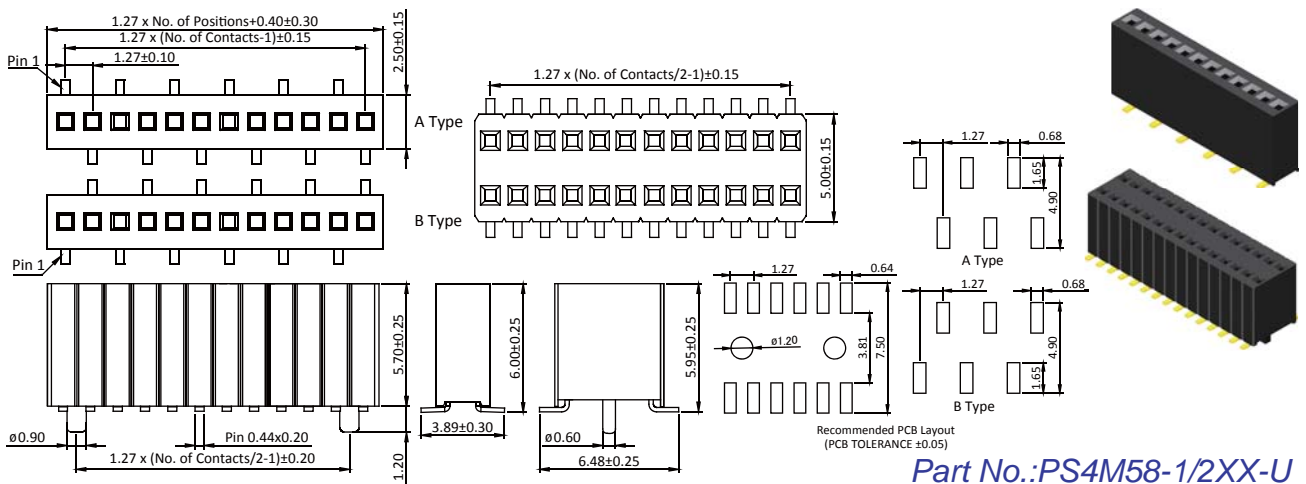 1.27 x No. of Positions+0.40±0.30
1.27 x (No. of Contacts-1)±0.15
1.27±0.10
Pin 1
2.50±0.15
A Type
B Type
Pin 1
1.27 x (No. of Contacts/2-1)±0.15
5.00±0.15
1.27
0.68
1.65
4.90
A Type
1.27
0.68
4.90
1.65
B Type
5.70±0.25
ø0.90
Pin 0.44x0.20
1.27 x (No. of Contacts/2-1)±0.20
1.20
6.00±0.25
3.89±0.30
5.95±0.25
ø0.60
6.48±0.25
1.27
0.64
ø1.20
3.81
7.50
Recommended PCB Layout
(PCB TOLERANCE ±0.05)
Part No.:PS4M58-1/2XX-U